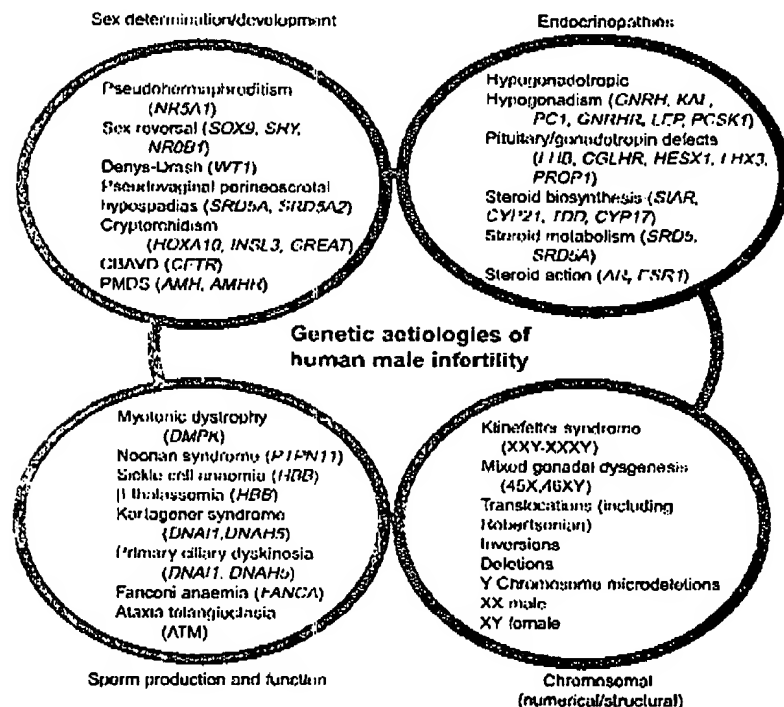 Sex determination/development
Pseudohermaphroditism
(NR5A1)
Sex reversal (SOX9, SRY,
NR0B1)
Denys-Drash (WT1)
Pseudovaginal perineoscrotal
hypospadias (SRD5A, SRD5A2)
Cryptorchidism
(HOXA10, INSL3, GREAT)
CBAVD (CFTR)
PMDS (AMH, AMHR)
Endocrinopathies
Hypogonadotropic
Hypogonadism (GNRH, KAL,
PC1, GNRHR, LEP, PCSK1)
Pituitary/gonadotropin defects
(LHB, CGLHR, HESX1, LHX3,
PROP1)
Steroid biosynthesis (StAR,
CYP21, CYP17)
Steroid metabolism (SRD5,
SRD5A)
Steroid action (AR, ESR1)
Genetic aetiologies of
human male infertility
Myotonic dystrophy
(DMPK)
Noonan syndrome (PTPN11)
Sickle cell annemia (HBB)
β thalassemia (HBB)
Kartagener syndrome
(DNAI1,DNAH5)
Primary ciliary dyskinosia
(DNAI1, DNAH5)
Fanconi anaemia (FANCA)
Ataxia telangiectasia
(ATM)
Sperm production and function
Klinefelter syndrome
(XXY-XXXY)
Mixed gonadal dysgenesis
(45X,46XY)
Translocations (including
Robertsonian)
Inversions
Deletions
Y Chromosome microdeletions
XX male
XY female
Chromosomal
(numerical/structural)